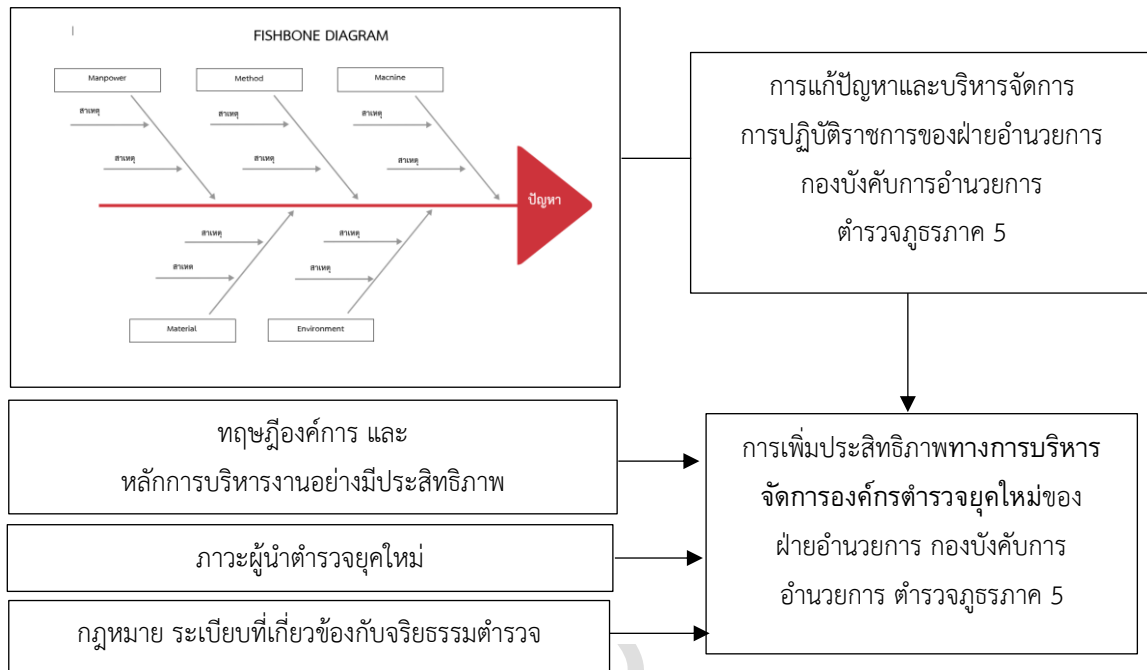 FISHBONE DIAGRAM
Manpower
Method
Macnine
สาเหตุ
สาเหตุ
สาเหตุ
สาเหตุ
สาเหตุ
สาเหตุ
ปัญหา
สาเหตุ
สาเหตุ
สาเหตุ
สาเหตุ
Material
Environment
การแก้ปัญหาและบริหารจัดการ
การปฏิบัติราชการของฝ่ายอำนวยการ
กองบังคับการอำนวยการ
ตำรวจภูธรภาค 5
ทฤษฎีองค์การ และ
หลักการบริหารงานอย่างมีประสิทธิภาพ
ภาวะผู้นำตำรวจยุคใหม่
กฎหมาย ระเบียบที่เกี่ยวข้องกับจริยธรรมตำรวจ
การเพิ่มประสิทธิภาพทางการบริหาร
จัดการองค์กรตำรวจยุคใหม่ของ
ฝ่ายอำนวยการ กองบังคับการ
อำนวยการ ตำรวจภูธรภาค 5